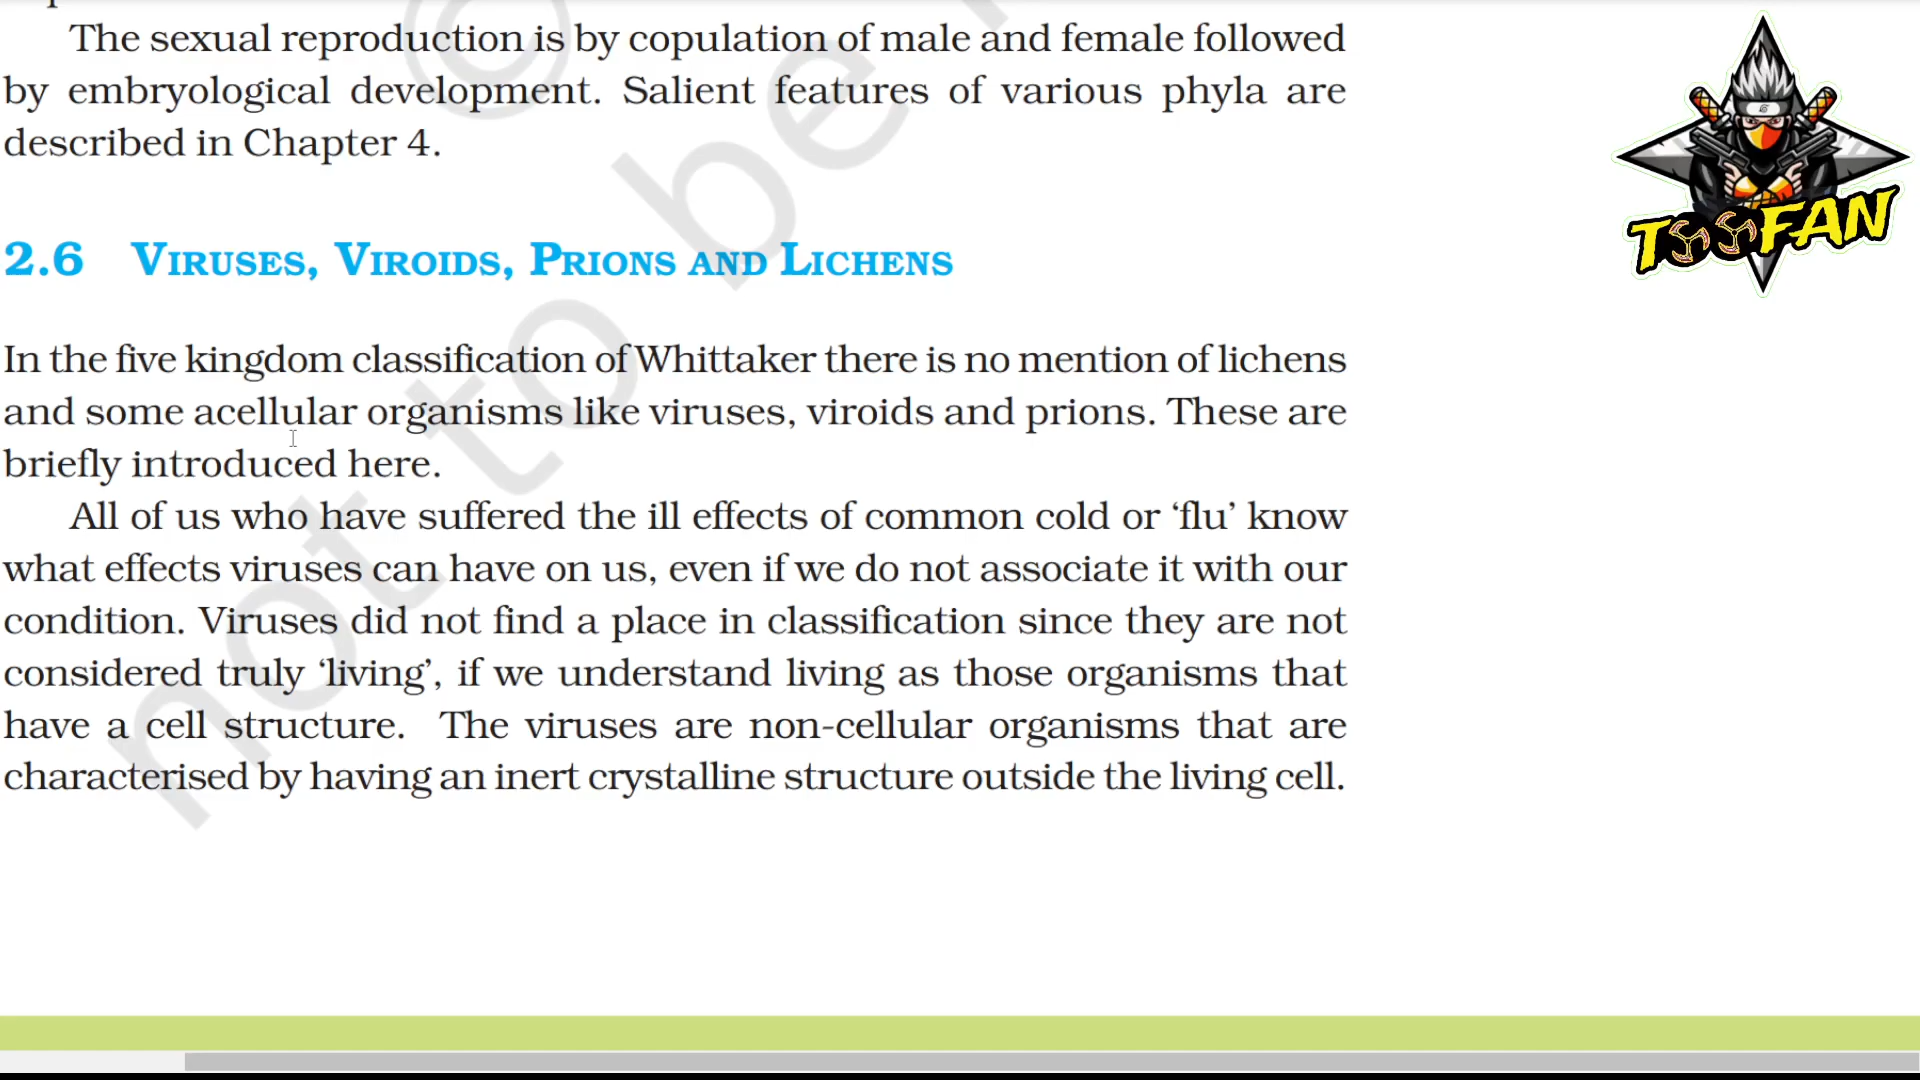 The sexual reproduction is by copulation of male and female followed
by embryological development. Salient features of various phyla are
described in Chapter 4.
2.6 VIRUSES, VIROIDS, PRIONS AND LICHENS
In the five kingdom classification of Whittaker there is no mention of lichens
and some acellular organisms like viruses, viroids and prions. These are
briefly introduced here.
All of us who have suffered the ill effects of common cold or ‘flu’ know
what effects viruses can have on us, even if we do not associate it with our
condition. Viruses did not find a place in classification since they are not
considered truly ‘living’, if we understand living as those organisms that
have a cell structure. The viruses are non-cellular organisms that are
characterised by having an inert crystalline structure outside the living cell.
© not to be
TOOFAN